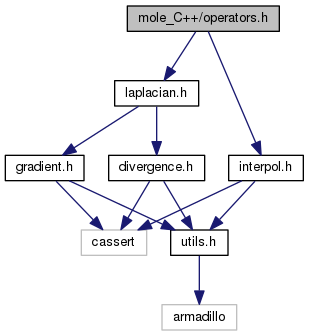 mole_C++/operators.h
laplacian.h
gradient.h
divergence.h
interpol.h
cassert
utils.h
armadillo